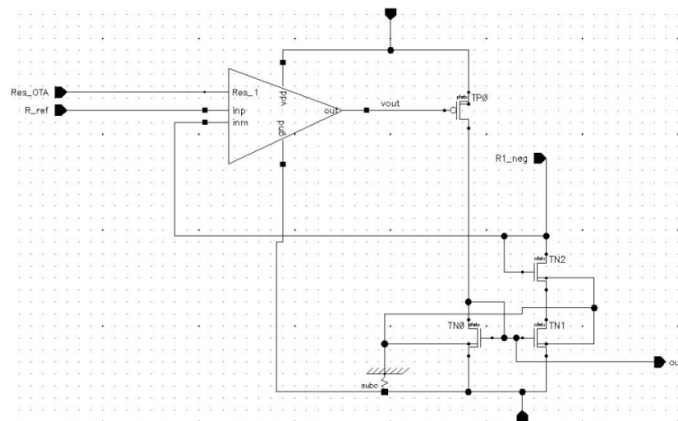 Res_OTA
Res_1
vdd
TP0
R_ref
inp
out
vout
inm
gnd
R1_neg
TN2
TN0
TN1
subc